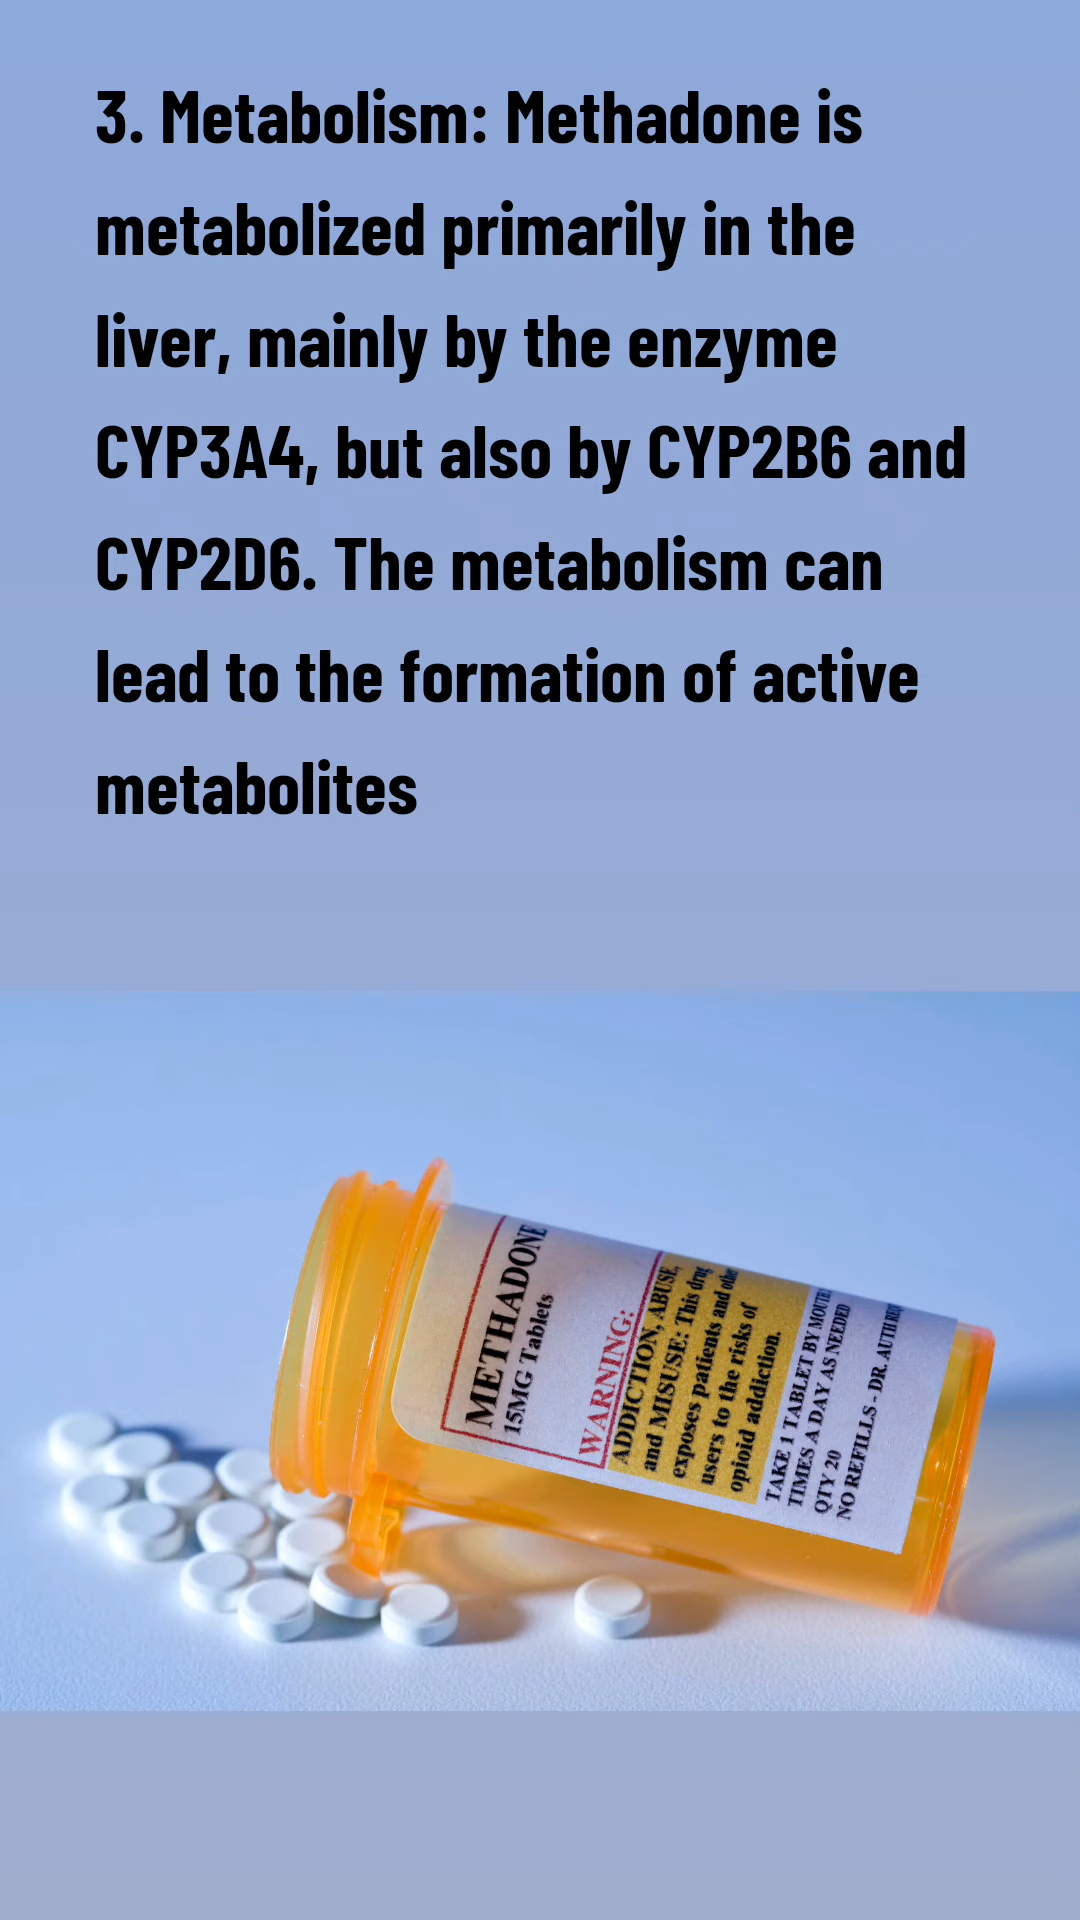 3. Metabolism: Methadone is
metabolized primarily in the
liver, mainly by the enzyme
CYP3A4, but also by CYP2B6 and
CYP2D6. The metabolism can
lead to the formation of active
metabolites
METHADONE
15MG Tablets
WARNING:
ADDICTION, ABUSE,
and MISUSE: This drug
exposes patients and other
users to the risks of
opioid addiction.
TAKE 1 TABLET BY MOUTH
TIMES A DAY AS NEEDED
QTY 20
NO REFILLS - DR. AUTH